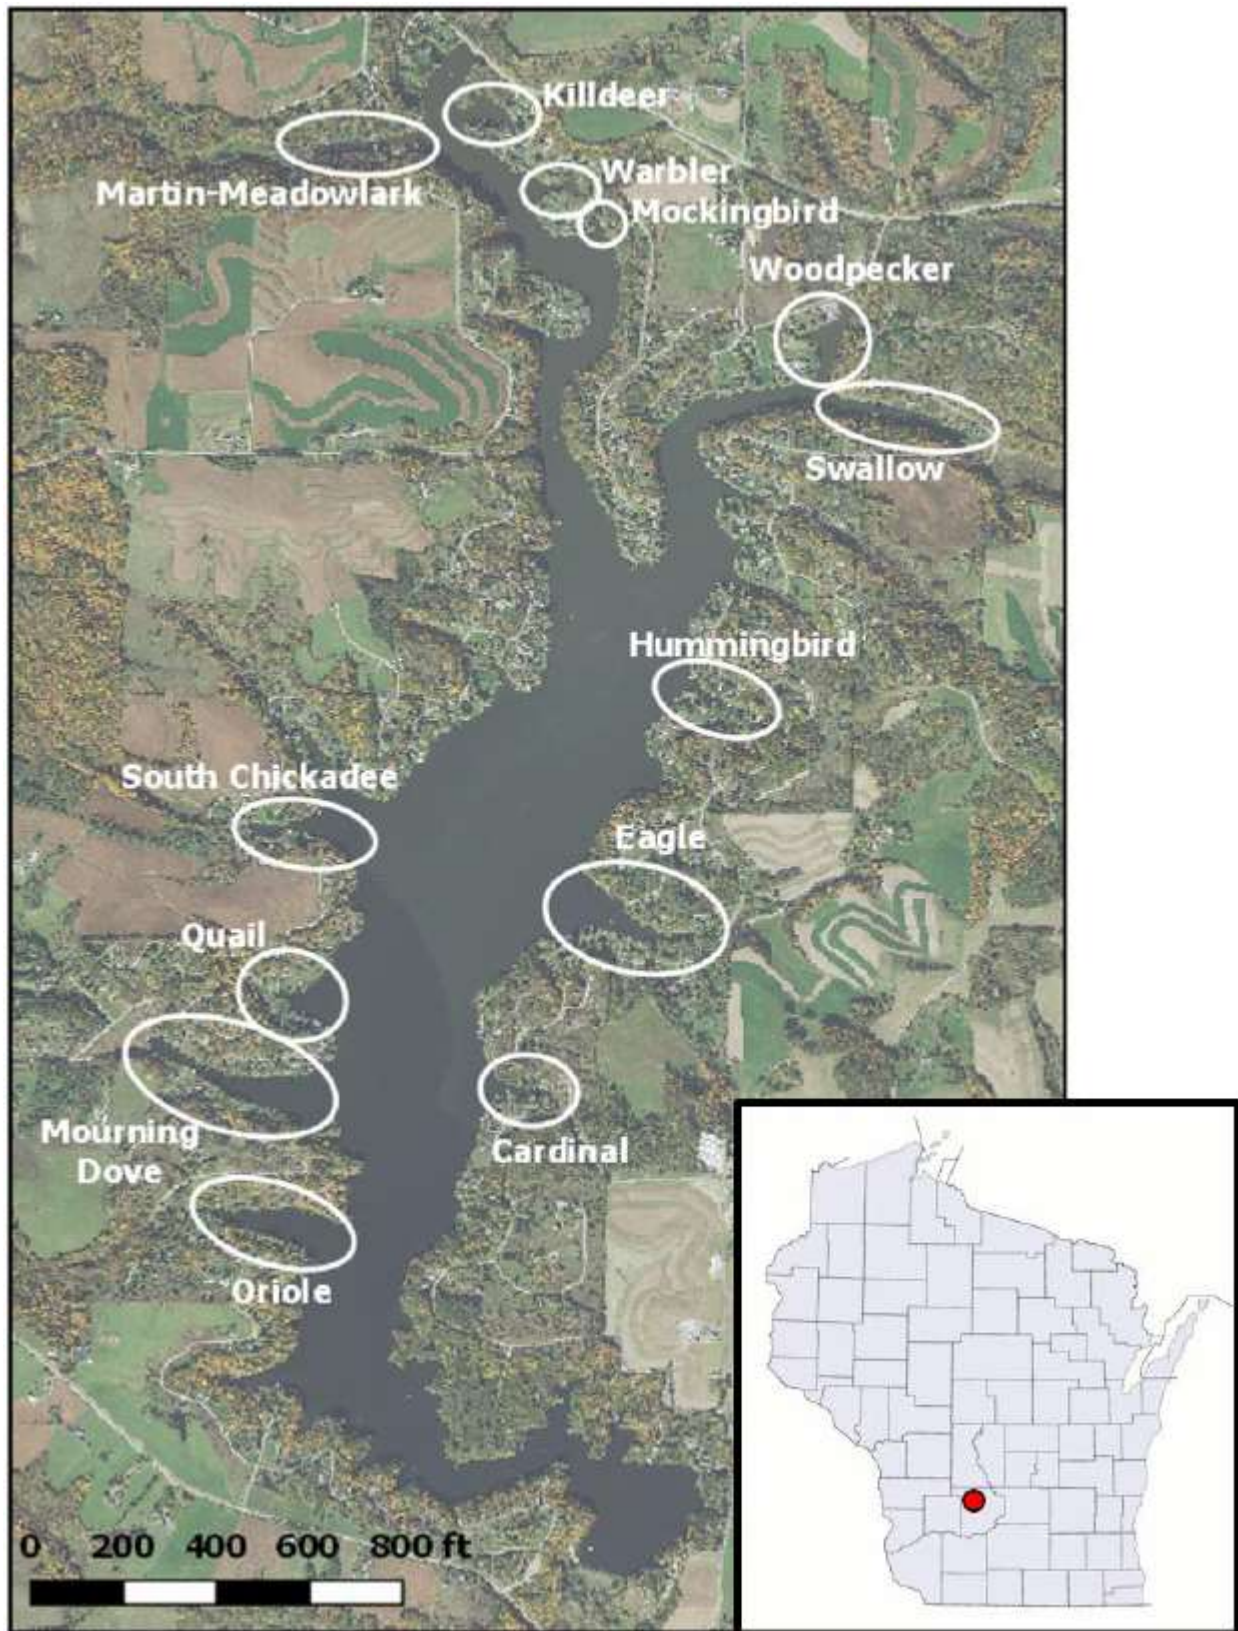 Killdeer
Martin-Meadowlark
Warbler
Mockingbird
Woodpecker
Swallow
Hummingbird
South Chickadee
Eagle
Quail
Mourning
Dove
Cardinal
Oriole
0 200 400 600 800 ft